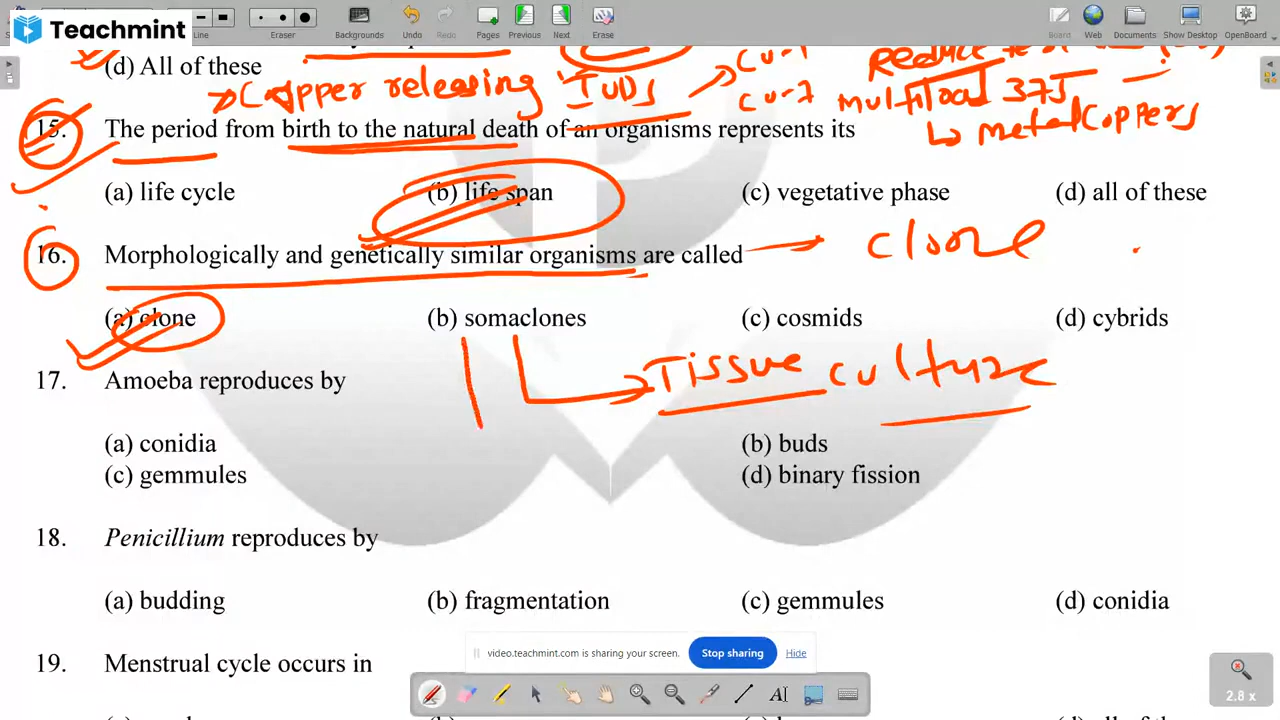 Teachmint
Line
Eraser
Backgrounds
Undo
Redo
Pages
Previous
Next
Erase
Board
Web
Documents
Show Desktop
OpenBoard
(d) All of these
Copper releasing IUDs
Cu-T
Cu-7
Multiload 375
Metal Coppers
15. The period from birth to the natural death of an organisms represents its
(a) life cycle (b) life span (c) vegetative phase (d) all of these
16. Morphologically and genetically similar organisms are called clone
(a) clone (b) somaclones (c) cosmids (d) cybrids
Tissue culture
17. Amoeba reproduces by
(a) conidia (b) buds
(c) gemmules (d) binary fission
18. Penicillium reproduces by
(a) budding (b) fragmentation (c) gemmules (d) conidia
video.teachmint.com is sharing your screen. Stop sharing Hide
19. Menstrual cycle occurs in
2.8 x